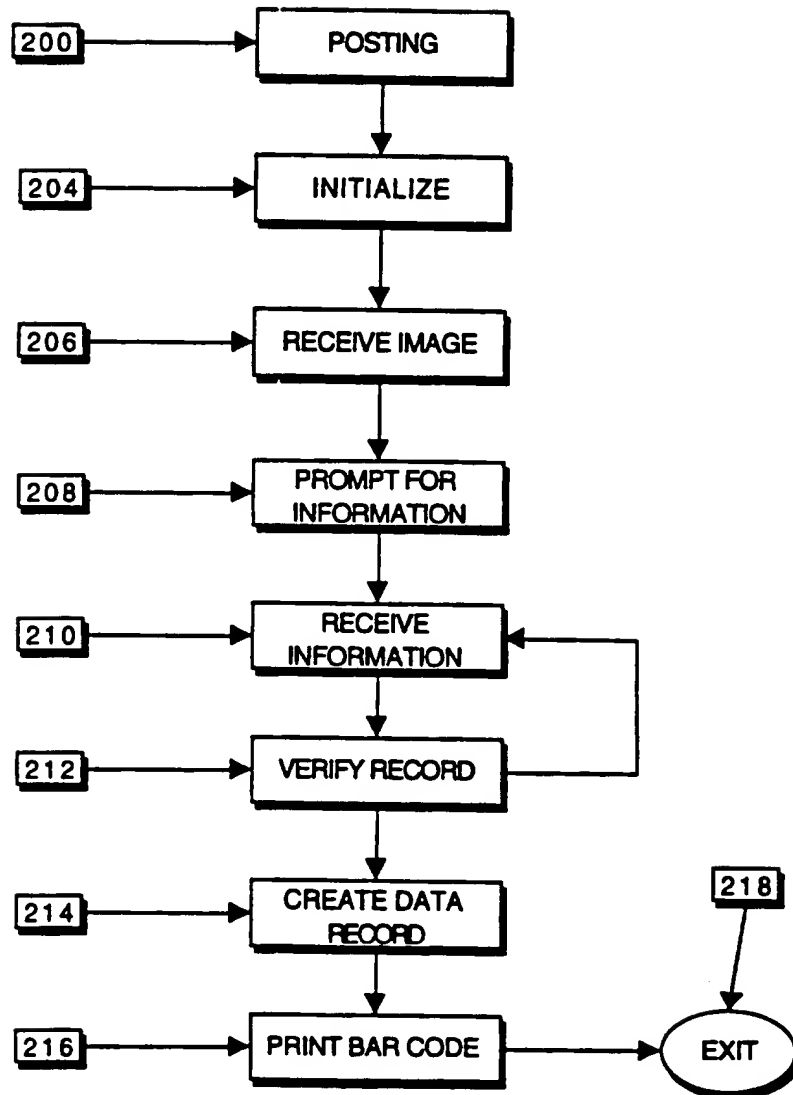 200
POSTING
204
INITIALIZE
206
RECEIVE IMAGE
208
PROMPT FOR
INFORMATION
210
RECEIVE
INFORMATION
212
VERIFY RECORD
214
CREATE DATA
RECORD
218
216
PRINT BAR CODE
EXIT